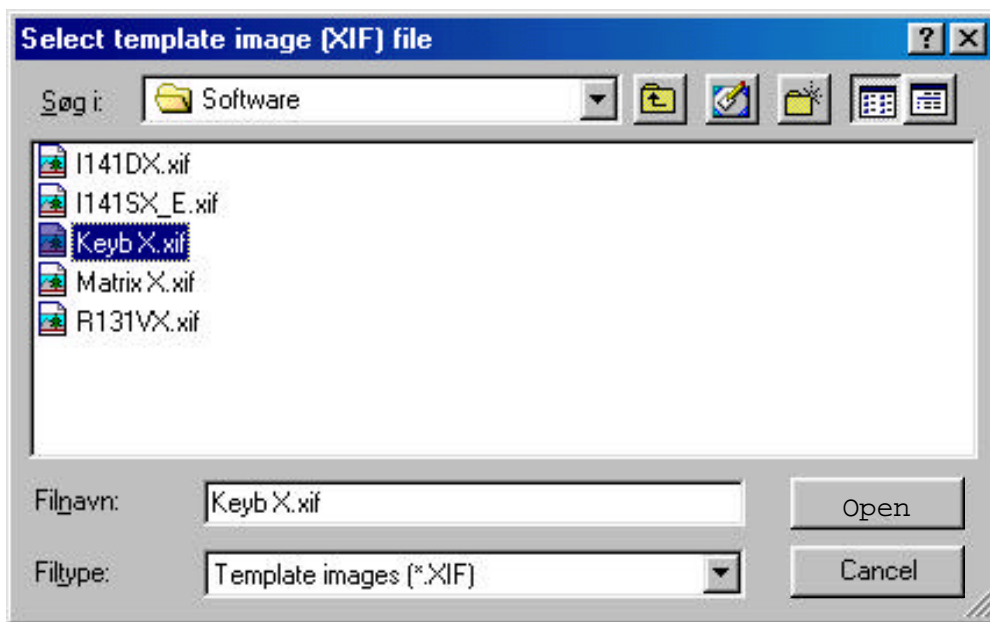 Select template image (XIF) file
Søg i: Software
I141DX.xif
I141SX_E.xif
Keyb X.xif
Matrix X.xif
R131VX.xif
Filnavn: Keyb X.xif Open
Filtype: Template images (*.XIF) Cancel